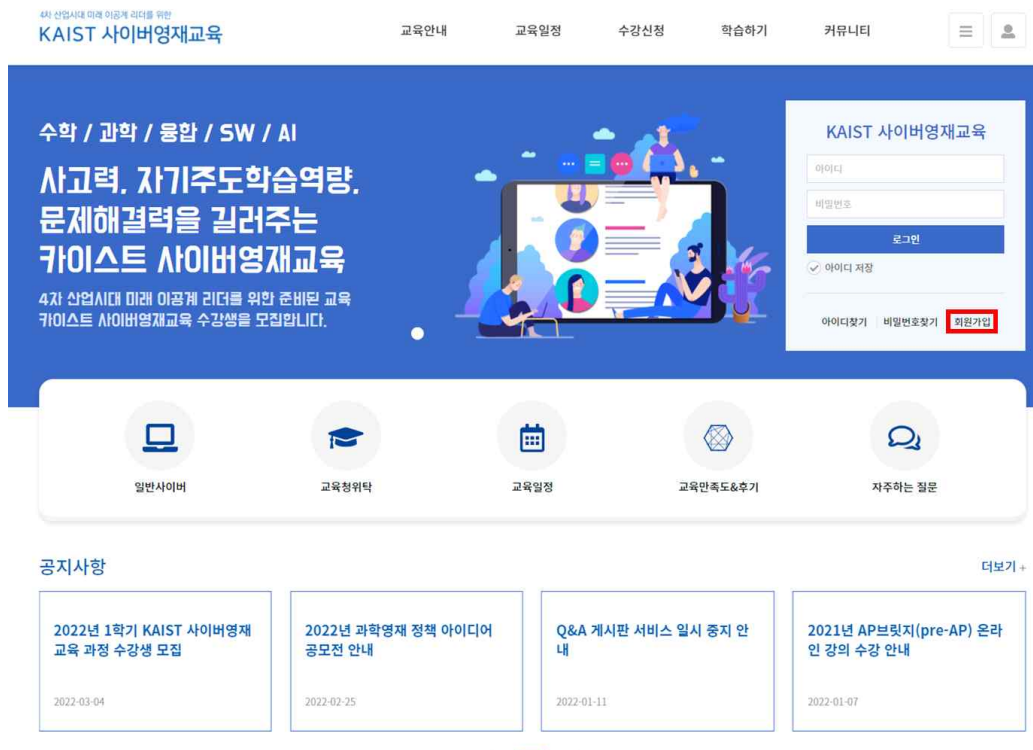 4차 산업시대 미래 이공계 리더를 위한
KAIST 사이버영재교육
교육안내
교육일정
수강신청
학습하기
커뮤니티
수학 / 과학 / 융합 / SW / AI
사고력, 자기주도학습역량,
문제해결력을 길러주는
카이스트 사이버영재교육
4차 산업시대 미래 이공계 리더를 위한 준비된 교육
카이스트 사이버영재교육 수강생을 모집합니다.
KAIST 사이버영재교육
아이디
비밀번호
로그인
아이디 저장
아이디찾기
비밀번호찾기
회원가입
일반사이버
교육청위탁
교육일정
교육만족도&후기
자주하는 질문
공지사항
더보기 +
2022년 1학기 KAIST 사이버영재
교육 과정 수강생 모집
2022-03-04
2022년 과학영재 정책 아이디어
공모전 안내
2022-02-25
Q&A 게시판 서비스 일시 중지 안
내
2022-01-11
2021년 AP브릿지(pre-AP) 온라
인 강의 수강 안내
2022-01-07